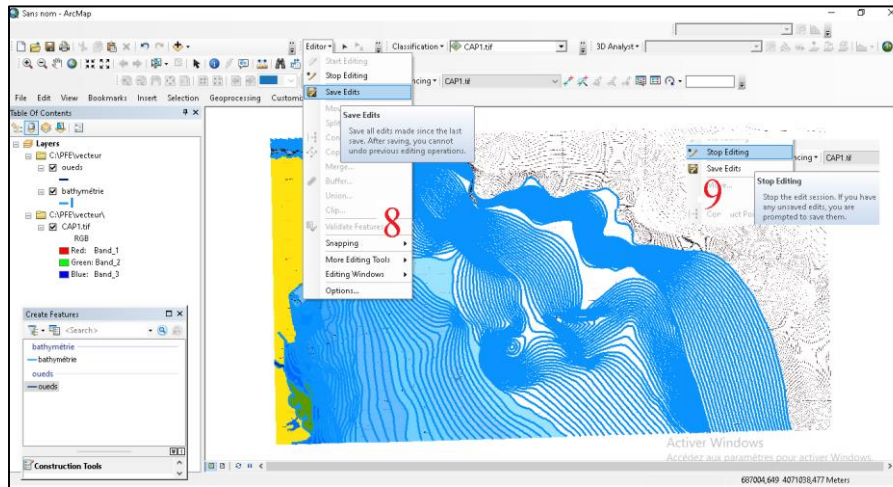 Sans nom - ArcMap
Editor
Classification
CAP1.tif
3D Analyst
Start Editing
Stop Editing
Save Edits
CAP1.tif
File Edit View Bookmarks Insert Selection Geoprocessing
Save Edits
Save all edits made since the last
save. After saving, you cannot
undo previous editing operations.
Merge...
Buffer...
Union...
Clip...
Validate Features
8
Snapping
More Editing Tools
Editing Windows
Options...
Stop Editing
Save Edits
CAP1.tif
9
Stop Editing
Stop the edit session. If you have
any unsaved edits, you are
prompted to save them.
Table Of Contents
Layers
C:\PFE\vecteur
oueds
bathymétrie
C:\PFE\vecteur\
CAP1.tif
RGB
Red: Band_1
Green: Band_2
Blue: Band_3
Create Features
<Search>
bathymétrie
bathymétrie
oueds
oueds
Construction Tools
Activer Windows
Accédez aux paramètres pour activer Windows.
687004,649 4071038,477 Meters